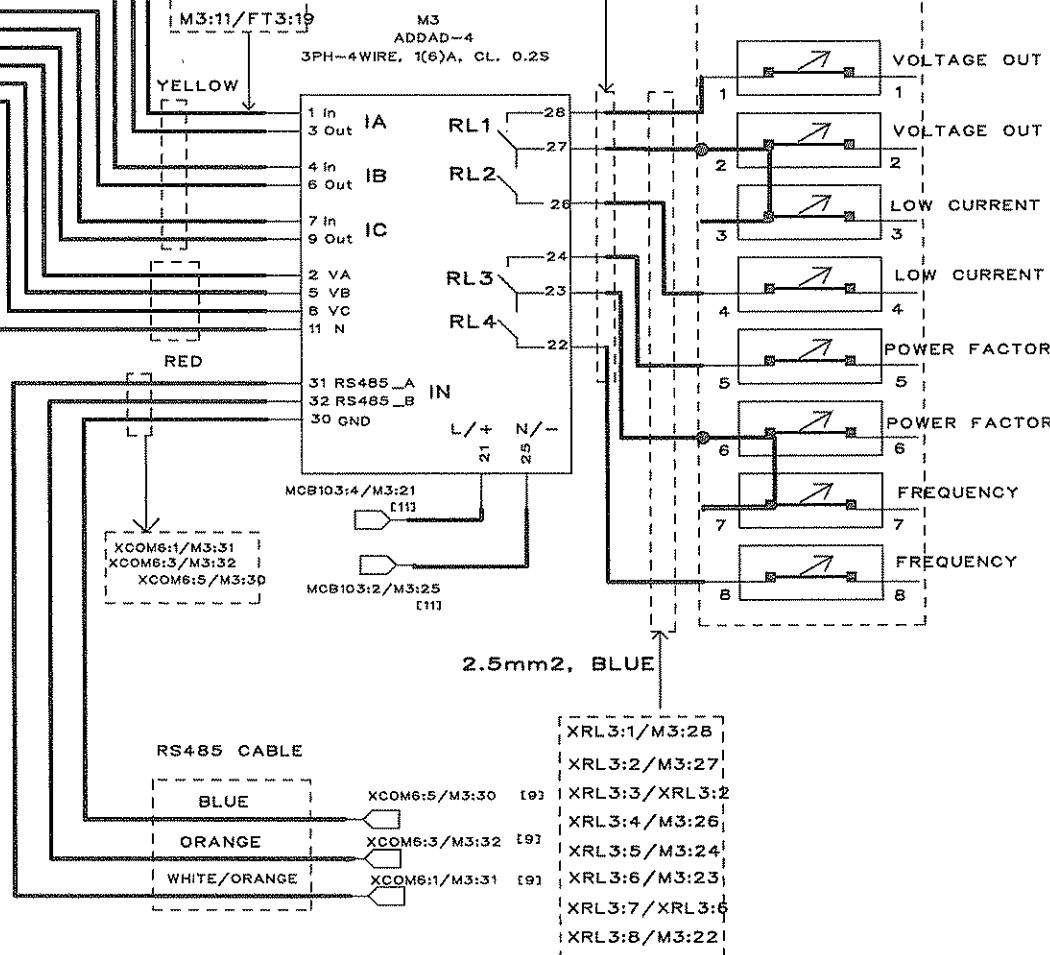 M3:11/FT3:19
M3
ADDAD-4
3PH-4WIRE, 1(6)A, CL. 0.2S
YELLOW
1 In
3 Out
IA
4 In
6 Out
IB
7 In
9 Out
IC
2 VA
5 VB
8 VC
11 N
RED
31 RS485_A
32 RS485_B
30 GND
IN
RL1
RL2
RL3
RL4
28
27
26
24
23
22
L/+
21
N/-
25
VOLTAGE OUT
1 1
VOLTAGE OUT
2 2
LOW CURRENT
3 3
LOW CURRENT
4 4
POWER FACTOR
5 5
POWER FACTOR
6 6
FREQUENCY
7 7
FREQUENCY
8 8
MCB103:4/M3:21
[11]
MCB103:2/M3:25
[11]
XCOM6:1/M3:31
XCOM6:3/M3:32
XCOM6:5/M3:30
2.5mm2, BLUE
XRL3:1/M3:28
XRL3:2/M3:27
XRL3:3/XRL3:2
XRL3:4/M3:26
XRL3:5/M3:24
XRL3:6/M3:23
XRL3:7/XRL3:6
XRL3:8/M3:22
RS485 CABLE
BLUE
XCOM6:5/M3:30 [9]
ORANGE
XCOM6:3/M3:32 [9]
WHITE/ORANGE
XCOM6:1/M3:31 [9]